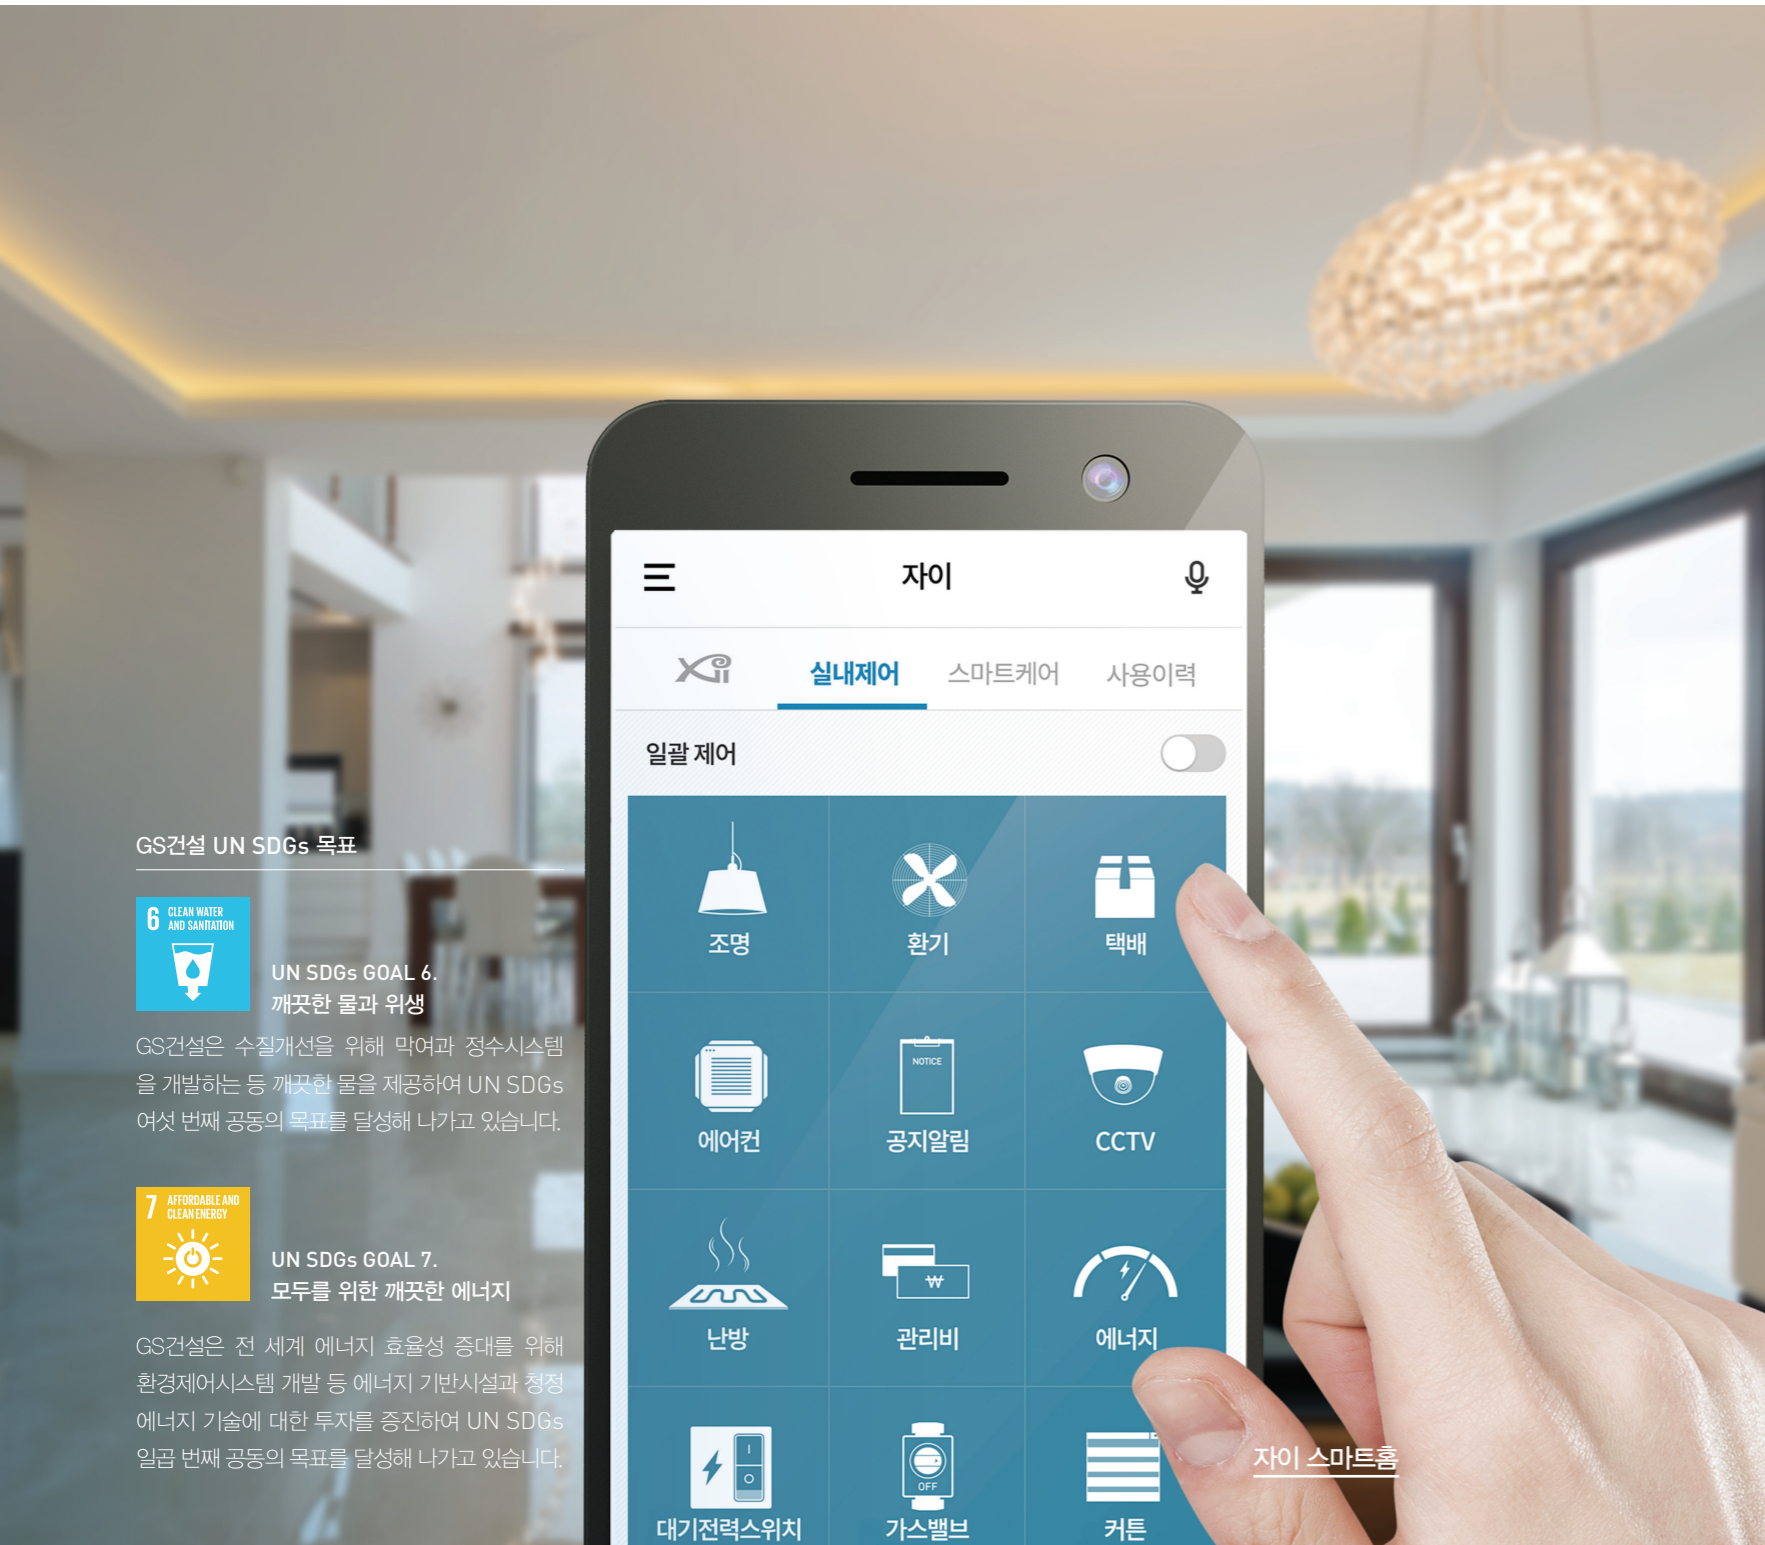 자이
Xii
실내제어
스마트케어
사용이력
일괄 제어
조명
환기
택배
NOTICE
에어컨
공지알림
CCTV
₩
난방
관리비
에너지
OFF
대기전력스위치
가스밸브
커튼
GS건설 UN SDGs 목표
6 CLEAN WATER
AND SANITATION
UN SDGs GOAL 6.
깨끗한 물과 위생
GS건설은 수질개선을 위해 막여과 정수시스템
을 개발하는 등 깨끗한 물을 제공하여 UN SDGs
여섯 번째 공동의 목표를 달성해 나가고 있습니다.
7 AFFORDABLE AND
CLEAN ENERGY
UN SDGs GOAL 7.
모두를 위한 깨끗한 에너지
GS건설은 전 세계 에너지 효율성 증대를 위해
환경제어시스템 개발 등 에너지 기반시설과 청정
에너지 기술에 대한 투자를 증진하여 UN SDGs
일곱 번째 공동의 목표를 달성해 나가고 있습니다.
자이 스마트홈